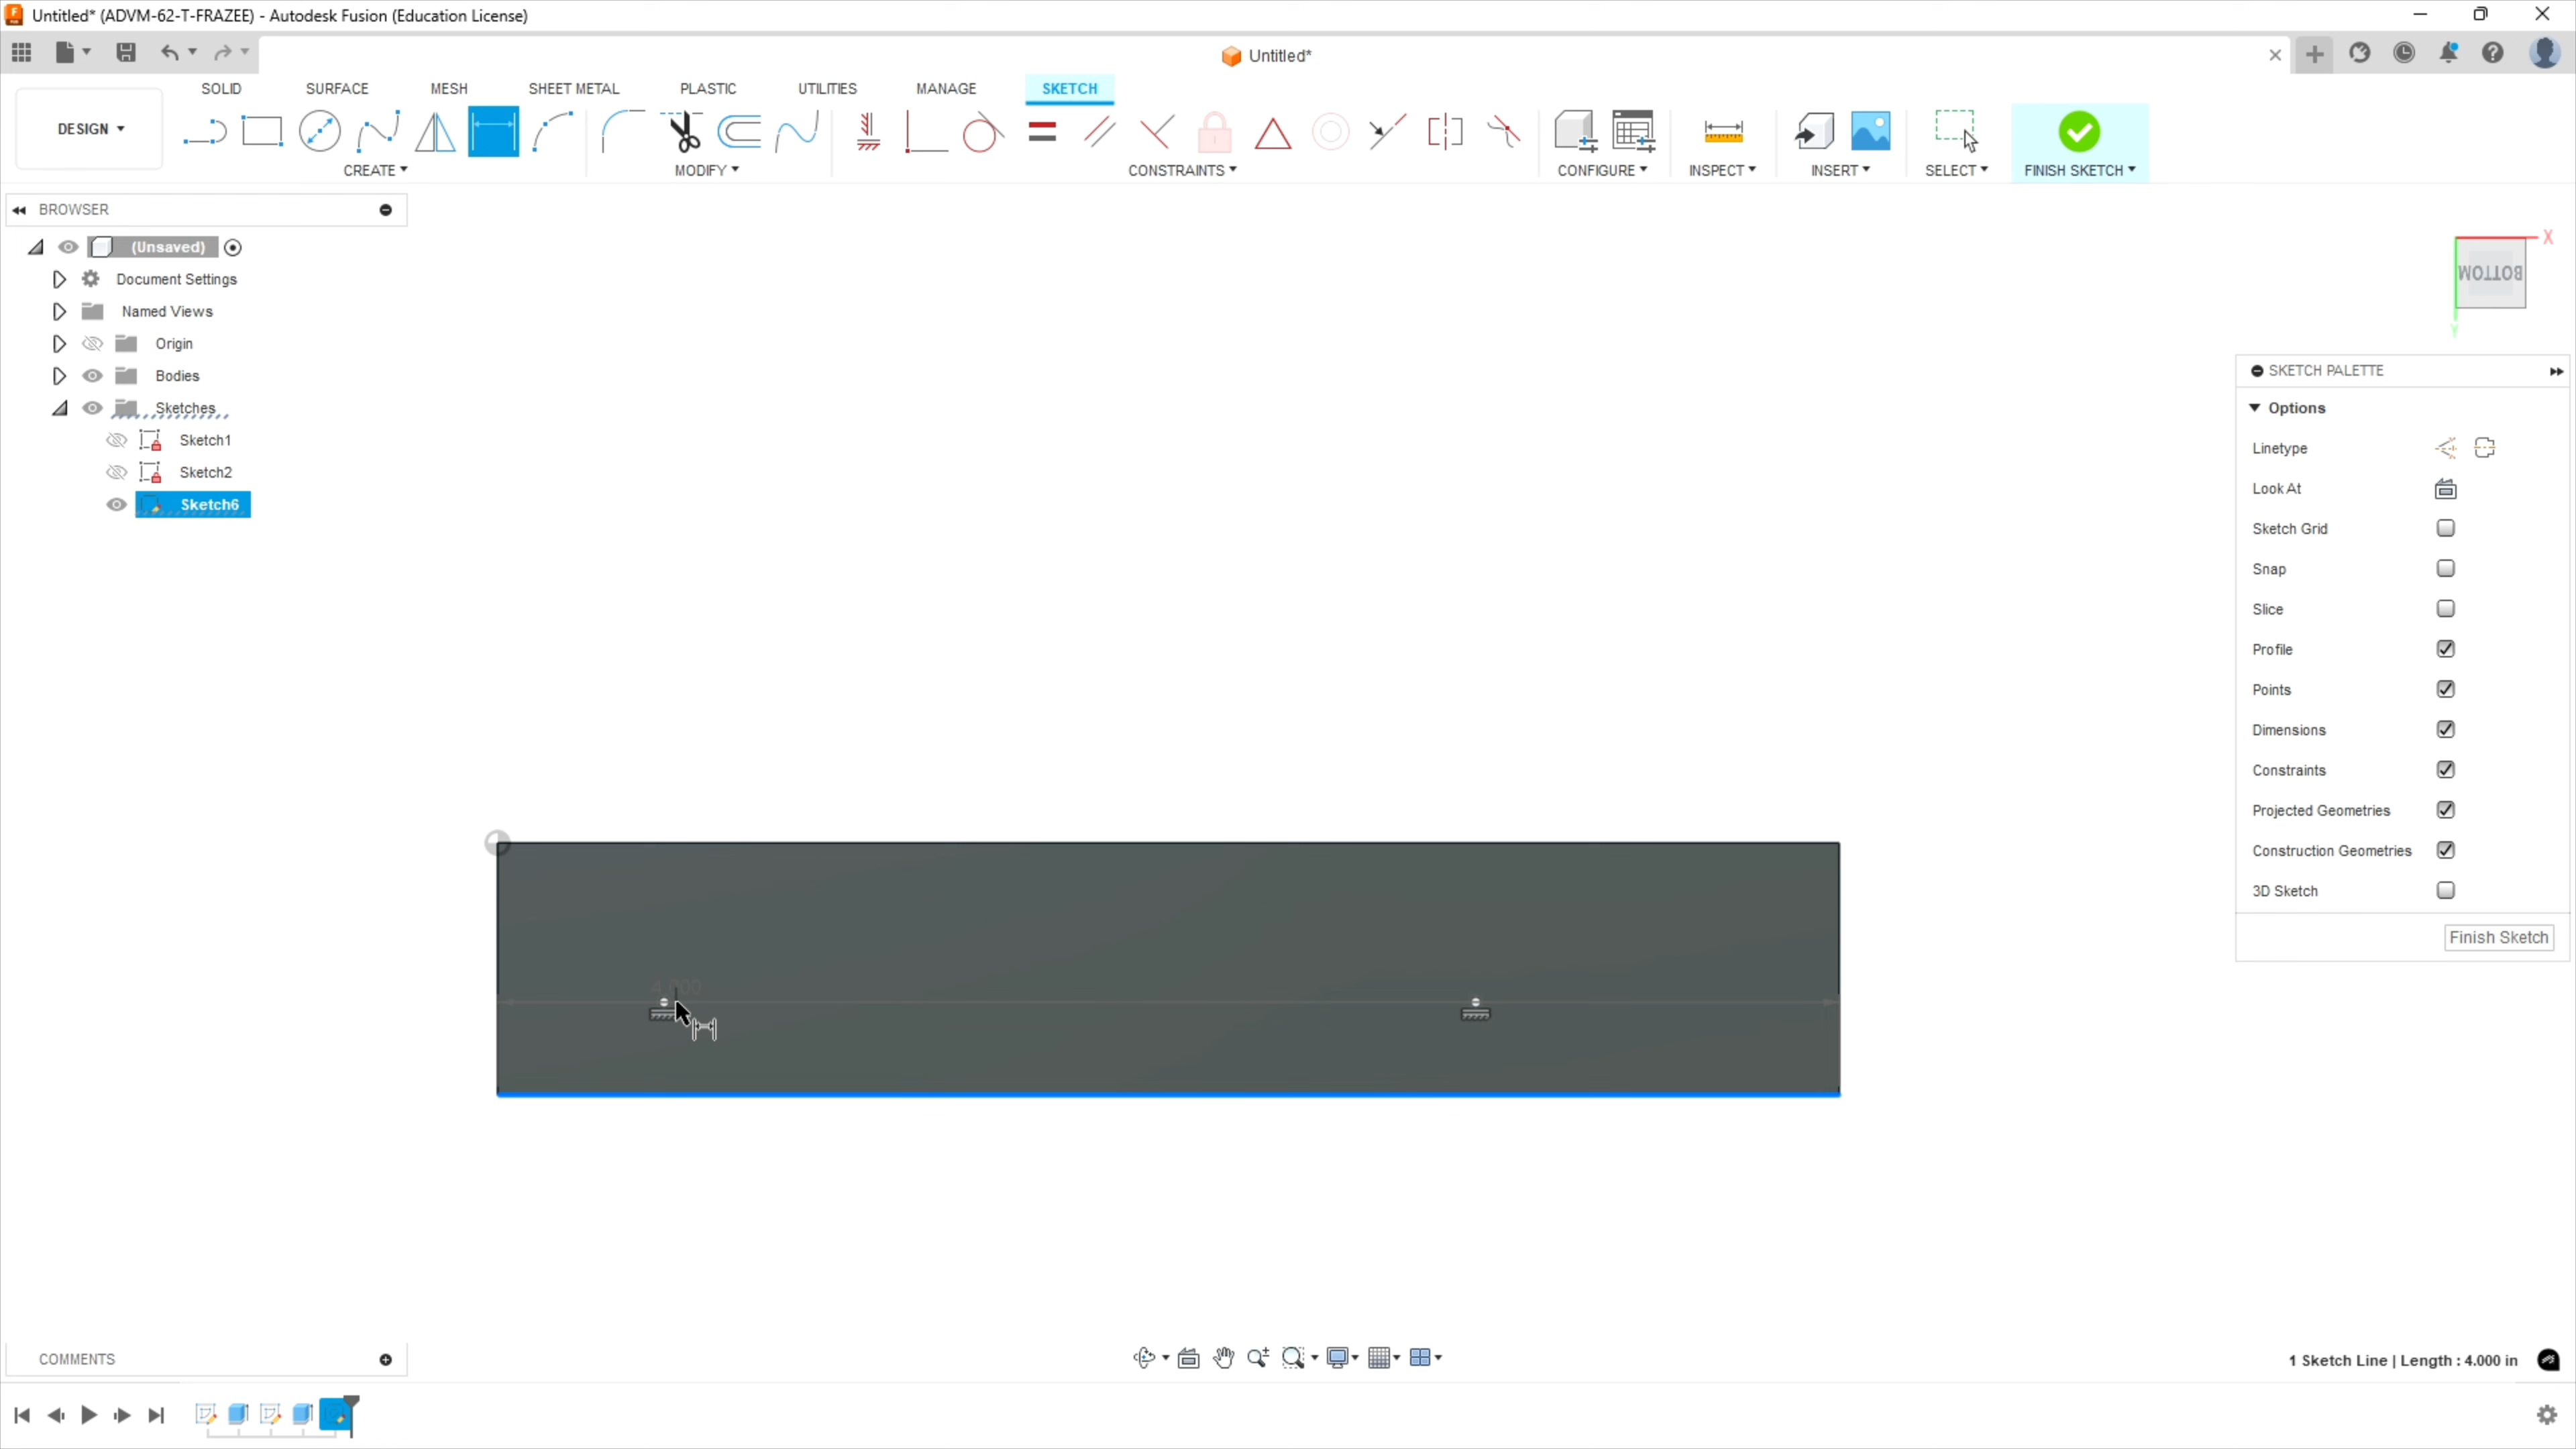 Untitled* (ADVM-62-T-FRAZEE) - Autodesk Fusion (Education License)
Untitled*
SOLID SURFACE MESH SHEET METAL PLASTIC UTILITIES MANAGE SKETCH
DESIGN
CREATE MODIFY CONSTRAINTS CONFIGURE INSPECT INSERT SELECT FINISH SKETCH
BROWSER
(Unsaved)
Document Settings
Named Views
Origin
Bodies
Sketches
Sketch1
Sketch2
Sketch6
X
BOTTOM
Y
SKETCH PALETTE
Options
Linetype
Look At
Sketch Grid
Snap
Slice
Profile
Points
Dimensions
Constraints
Projected Geometries
Construction Geometries
3D Sketch
Finish Sketch
4.000
COMMENTS
1 Sketch Line | Length : 4.000 in